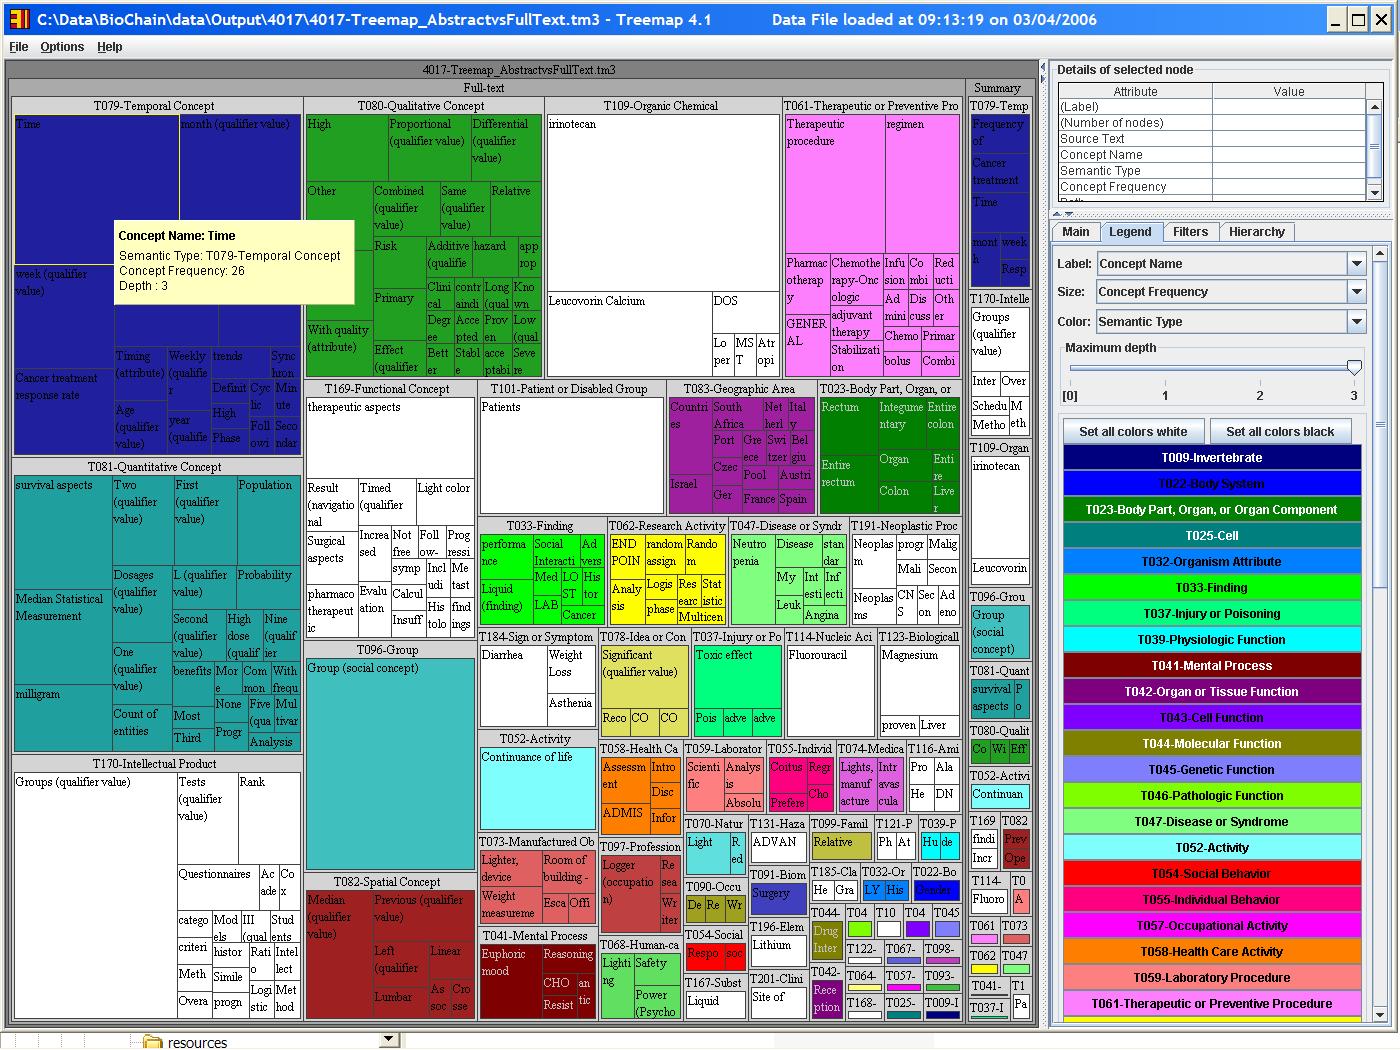 C:\Data\BioChain\data\Output\4017\4017-Treemap_AbstractvsFullText.tm3 - Treemap 4.1 Data File loaded at 09:13:19 on 03/04/2006
File Options Help
4017-Treemap_AbstractvsFullText.tm3
Full-text
T079-Temporal Concept
Time
month (qualifier value)
Concept Name: Time
Semantic Type: T079-Temporal Concept
Concept Frequency: 26
Depth : 3
week (qualifier
value)
Cancer treatment
response rate
Timing
(attribute)
Weekly
(qualifie
r
trends
Sync
hron
Age
(qualifier
value)
year
(qualifie
Definit
Cyc
lic
Min
ute
High
Phase
Foll
owi
Seco
ndar
T081-Quantitative Concept
survival aspects
Two
(qualifier
value)
First
(qualifier
value)
Population
Median Statistical
Measurement
Dosages
(qualifier
value)
L (qualifier
value)
Probability
Second
(qualifier
value)
High
dose
(qualif
Nine
(qualif
ier
One
(qualifier
value)
benefits
Mor
e
Com
mon
With
frequ
milligram
Count of
entities
Most
Third
None
Progr
Five
(qua
Mul
tivar
Analysis
T170-Intellectual Product
Groups (qualifier value)
Tests
(qualifier
value)
Rank
Questionnaires
Ac
ade
Co
x
catego
Mod
els
III
(qual
Stud
ents
criteri
histor
Rati
o
Intel
lect
Meth
Simile
Overa
progn
Logi
stic
Met
hod
T080-Qualitative Concept
High
Proportional
(qualifier
value)
Differential
(qualifier
value)
Other
Combined
(qualifier
value)
Same
(qualifier
value)
Relative
Risk
Additive
(qualifie
hazard
app
rop
Primary
Clini
cal
contr
aindi
Long
(qual
Kno
wn
With quality
(attribute)
Degr
ee
Acce
pted
Prov
en
Low
(qual
Effect
(qualifier
Bett
er
Stabl
e
acce
ptabi
Seve
re
T169-Functional Concept
therapeutic aspects
Result
(navigatio
nal
Timed
(qualifier
Light color
Surgical
aspects
Increa
sed
Not
free
Foll
ow-
Prog
ressi
symp
Incl
udi
Me
tast
pharmaco
therapeut
ic
Evalu
ation
Calcul
Insuff
His
tolo
find
ings
T096-Group
Group (social concept)
T082-Spatial Concept
Median
(qualifier
value)
Previous (qualifier
value)
Left
(qualifier
Linear
Lumbar
As
soc
Cro
sse
T109-Organic Chemical
irinotecan
Leucovorin Calcium
DOS
Lo
per
MS
T
Atr
opi
T101-Patient or Disabled Group
Patients
T083-Geographic Area
Countri
es
South
Africa
Net
herl
Ital
y
Port
Gre
ece
Swi
tzer
Bel
giu
Israel
Czec
Pool
Austri
Ger
France
Spain
T061-Therapeutic or Preventive Pro
Therapeutic
procedure
regimen
Pharmac
otherap
y
Chemothe
rapy-Onc
ologic
Infu
sion
Co
mbi
Red
ucti
GENER
AL
adjuvant
therapy
Ad
mini
Dis
cuss
Oth
er
Stabilizati
on
Chemo
Primar
bolus
Combi
T023-Body Part, Organ, or
Rectum
Integume
ntary
Entire
colon
Entire
rectum
Organ
Enti
re
Colon
Live
r
T033-Finding
performa
nce
Social
Interacti
Ad
vers
Liquid
(finding)
Med
LO
ST
His
tor
LAB
Cancer
T062-Research Activity
END
POIN
random
assign
Rando
m
Analy
sis
Logis
Res
earc
Stat
istic
phase
Multicen
T047-Disease or Syndr
Neutro
penia
Disease
stan
dar
My
Int
esti
Inf
ecti
Leuk
Angina
T191-Neoplastic Proc
Neoplas
m
progr
Malig
Mali
Secon
Neoplas
ms
CN
S
Sec
on
Ad
eno
T184-Sign or Symptom
Diarrhea
Weight
Loss
Asthenia
T078-Idea or Con
Significant
(qualifier value)
Reco
CO
CO
T037-Injury or Po
Toxic effect
Pois
adve
adve
T114-Nucleic Aci
Fluorouracil
T123-Biologicall
Magnesium
proven
Liver
T052-Activity
Continuance of life
T058-Health Ca
Assessm
ent
Intro
Disc
ADMIS
Infor
T059-Laborator
Scienti
fic
Analys
is
Absolu
T055-Individ
Coitus
Regr
Prefere
Cho
T074-Medica
Lights,
manuf
acture
Intr
avas
cula
T116-Ami
Pro
Ala
He
DN
T073-Manufactured Ob
Lighter,
device
Room of
building -
Weight
measureme
Esca
Offi
T097-Profession
Logger
(occupatio
n)
Re
sea
Wr
iter
T070-Natur
Light
R
ed
T131-Haza
ADVAN
T099-Famil
Relative
T121-P
Ph
At
T039-P
Hu
de
T090-Occu
De
Re
Wr
T091-Biom
Surgery
T185-Cla
He
Gra
T032-Or
LY
His
T022-Bo
Gender
T041-Mental Process
Euphoric
mood
Reasoning
CHO
an
tic
Resist
T068-Human-ca
Lighti
ng
Safety
Power
(Psycho
T054-Social
Respo
soc
T167-Subst
Liquid
T196-Elem
Lithium
T201-Clini
Site of
T044-
Drug
Inter
T04
T10
T04
T045
T122-
T067-
T098-
T042-
Rece
ption
T064-
T057-
T093-
T168-
T025-
T009-I
Summary
T079-Temp
Frequency
of
Cancer
treatment
Time
mont
h
week
Resp
T170-Intelle
Groups
(qualifier
value)
Inter
Over
Schedu
Metho
M
eth
T109-Organ
irinotecan
Leucovorin
T096-Grou
Group
(social
concept)
T081-Quant
survival
aspects
P
o
T080-Qualit
Co
Wi
Eff
T052-Activi
Continuan
T169
findi
Incr
T082
Prev
Ope
T114-
Fluoro
T0
A
T061
T073
T062
T047
T041-
T037-I
T1
Pa
Details of selected node
Attribute Value
(Label)
(Number of nodes)
Source Text
Concept Name
Semantic Type
Concept Frequency
Main Legend Filters Hierarchy
Label: Concept Name
Size: Concept Frequency
Color: Semantic Type
Maximum depth
[0] 1 2 3
Set all colors white Set all colors black
T009-Invertebrate
T022-Body System
T023-Body Part, Organ, or Organ Component
T025-Cell
T032-Organism Attribute
T033-Finding
T037-Injury or Poisoning
T039-Physiologic Function
T041-Mental Process
T042-Organ or Tissue Function
T043-Cell Function
T044-Molecular Function
T045-Genetic Function
T046-Pathologic Function
T047-Disease or Syndrome
T052-Activity
T054-Social Behavior
T055-Individual Behavior
T057-Occupational Activity
T058-Health Care Activity
T059-Laboratory Procedure
T061-Therapeutic or Preventive Procedure
resources